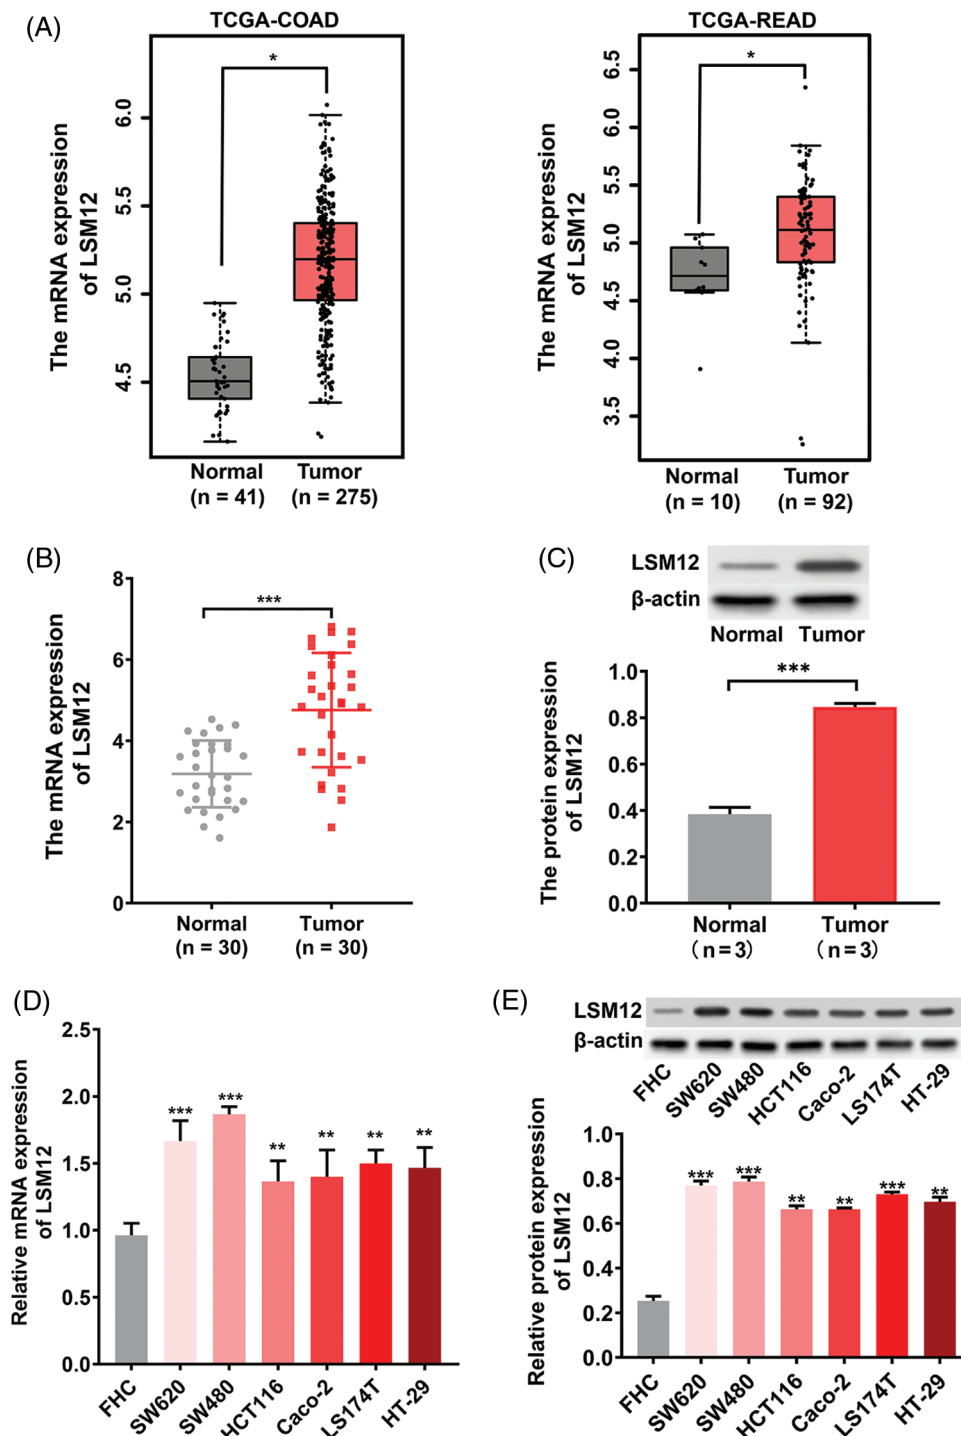 (A)
TCGA-COAD
The mRNA expression
of LSM12
6.0
5.5
5.0
4.5
*
Normal
(n = 41)
Tumor
(n = 275)
TCGA-READ
The mRNA expression
of LSM12
6.5
6.0
5.5
5.0
4.5
4.0
3.5
*
Normal
(n = 10)
Tumor
(n = 92)
(B)
The mRNA expression
of LSM12
8
6
4
2
0
***
Normal
(n = 30)
Tumor
(n = 30)
(C)
LSM12
β-actin
Normal Tumor
The protein expression
of LSM12
1.0
0.8
0.6
0.4
0.2
0.0
***
Normal
(n=3)
Tumor
(n=3)
(D)
Relative mRNA expression
of LSM12
2.5
2.0
1.5
1.0
0.5
0.0
*** *** ** ** ** **
FHC
SW620
SW480
HCT116
Caco-2
LS174T
HT-29
(E)
LSM12
β-actin
FHC
SW620
SW480
HCT116
Caco-2
LS174T
HT-29
Relative protein expression
of LSM12
1.0
0.8
0.6
0.4
0.2
0.0
*** *** ** ** *** **
FHC
SW620
SW480
HCT116
Caco-2
LS174T
HT-29